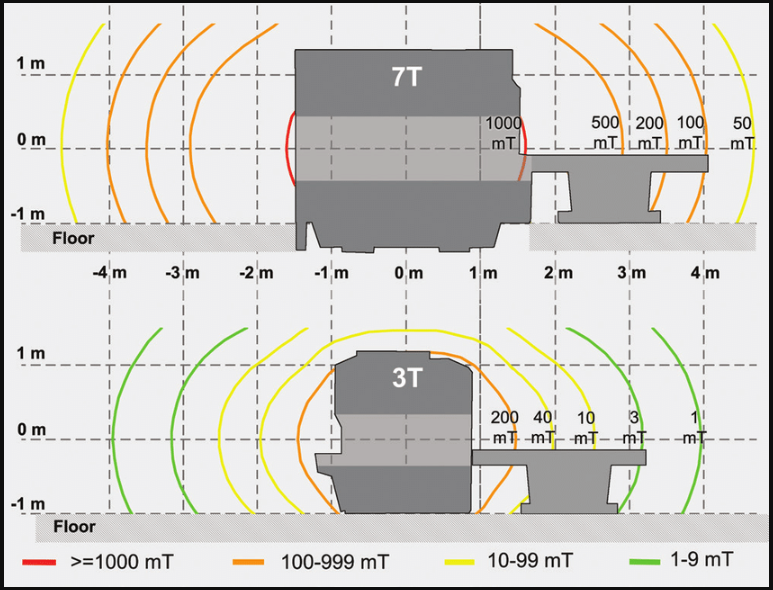 7T
1 m
0 m
-1 m
1000 mT
500 mT
200 mT
100 mT
50 mT
Floor
-4 m -3 m -2 m -1 m 0 m 1 m 2 m 3 m 4 m
3T
1 m
0 m
-1 m
200 mT
40 mT
10 mT
3 mT
1 mT
Floor
>=1000 mT 100-999 mT 10-99 mT 1-9 mT